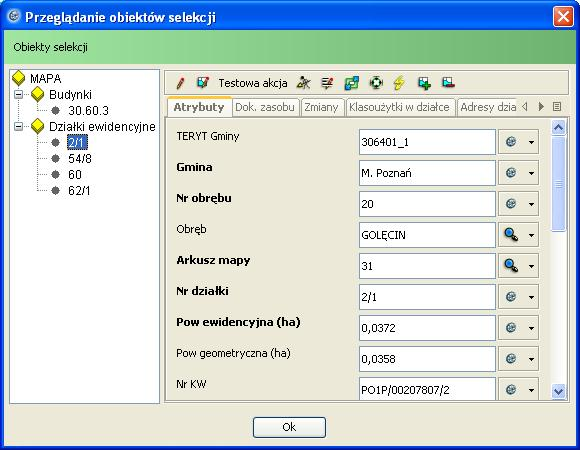 Przeglądanie obiektów selekcji
Obiekty selekcji
MAPA
Budynki
30.60.3
Działki ewidencyjne
2/1
54/8
60
62/1
Testowa akcja
Atrybuty
Dok. zasobu
Zmiany
Klasoużytki w działce
Adresy dzia
TERYT Gminy
306401_1
Gmina
M. Poznań
Nr obrębu
20
Obręb
GOLĘCIN
Arkusz mapy
31
Nr działki
2/1
Pow ewidencyjna (ha)
0,0372
Pow geometryczna (ha)
0,0358
Nr KW
PO1P/00207807/2
Ok